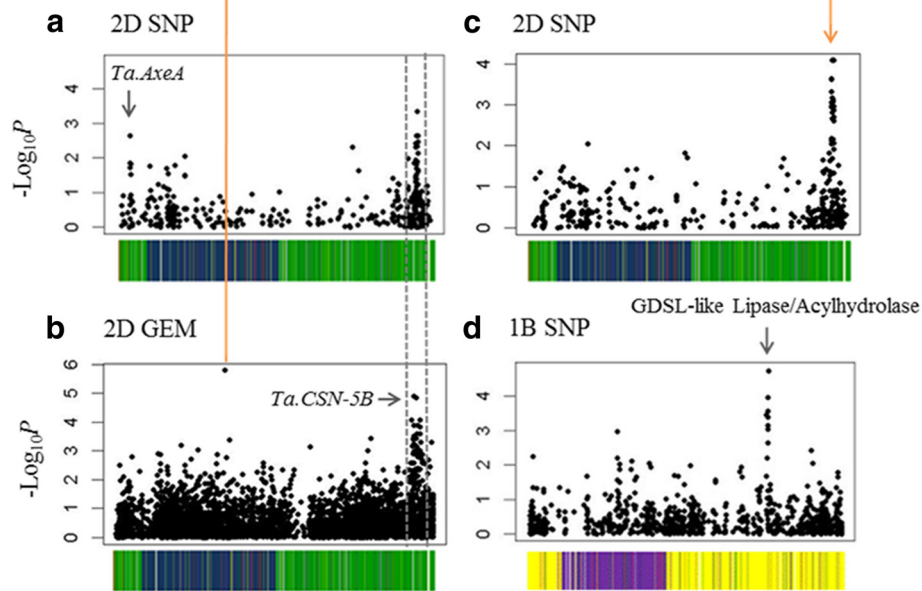 a 2D SNP
Ta.AxeA
-Log10P
4
3
2
1
0
c 2D SNP
4
3
2
1
0
b 2D GEM
Ta.CSN-5B
-Log10P
6
5
4
3
2
1
0
GDSL-like Lipase/Acylhydrolase
d 1B SNP
4
3
2
1
0